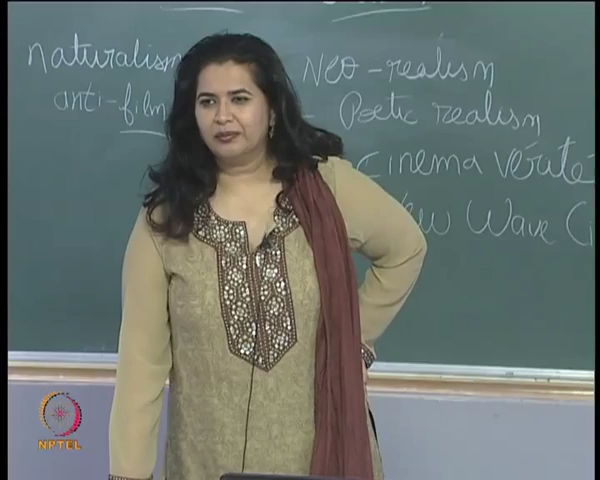 naturalism
anti-film
Neo-realism
- Poetic realism
cinema vérité
Wave
NPTEL